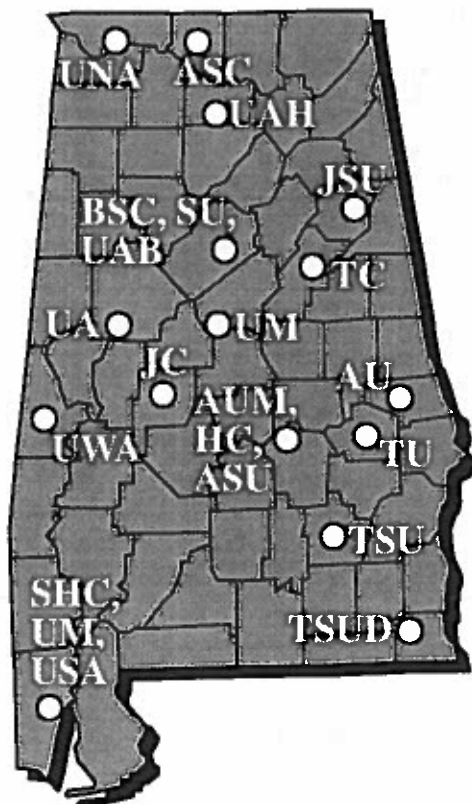 UNA
ASC
UAH
JSU
BSC, SU,
UAB
TC
UA
UM
JC
AU
AUM,
HC,
ASU
UWA
TU
TSU
SHC,
UM,
USA
TSUD